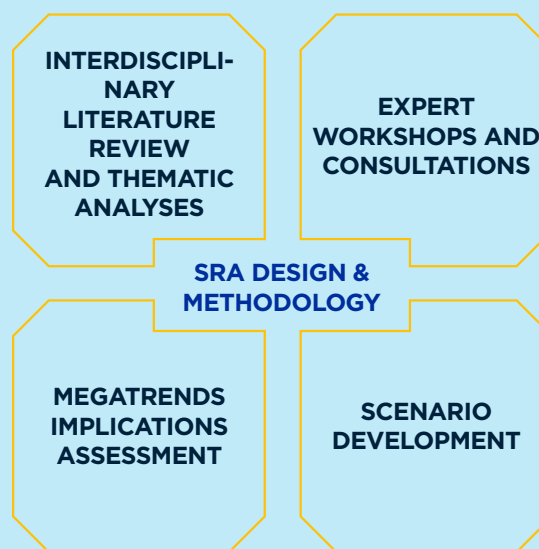 INTERDISCIPLI-
NARY
LITERATURE
REVIEW
AND THEMATIC
ANALYSES
EXPERT
WORKSHOPS AND
CONSULTATIONS
SRA DESIGN &
METHODOLOGY
MEGATRENDS
IMPLICATIONS
ASSESSMENT
SCENARIO
DEVELOPMENT